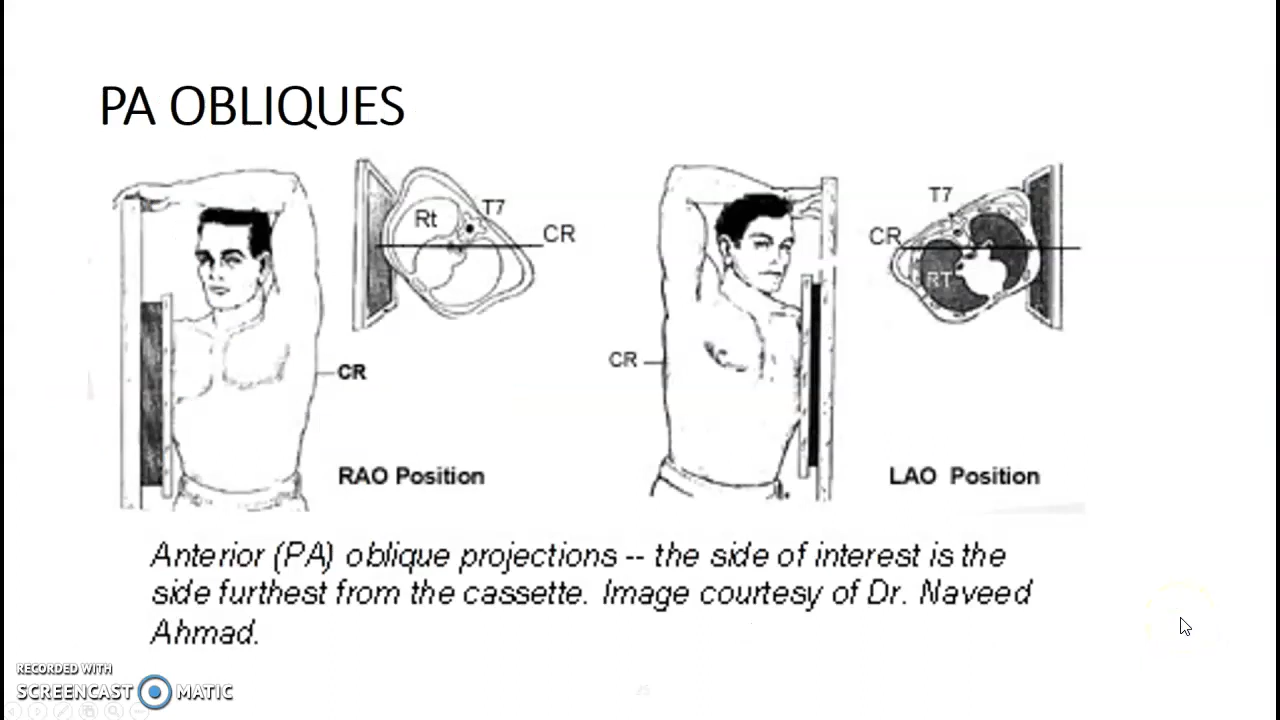 PA OBLIQUES
Rt
T7
CR
CR
RAO Position
T7
CR
RT
CR
LAO Position
Anterior (PA) oblique projections -- the side of interest is the
side furthest from the cassette. Image courtesy of Dr. Naveed
Ahmad.
RECORDED WITH
SCREENCAST MATIC